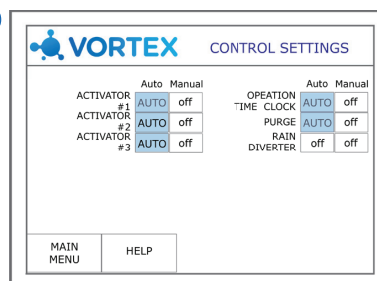 VORTEX CONTROL SETTINGS
Auto Manual
ACTIVATOR #1 AUTO off
ACTIVATOR #2 AUTO off
ACTIVATOR #3 AUTO off
Auto Manual
OPEATION TIME CLOCK AUTO off
PURGE AUTO off
RAIN DIVERTER off off
MAIN MENU
HELP